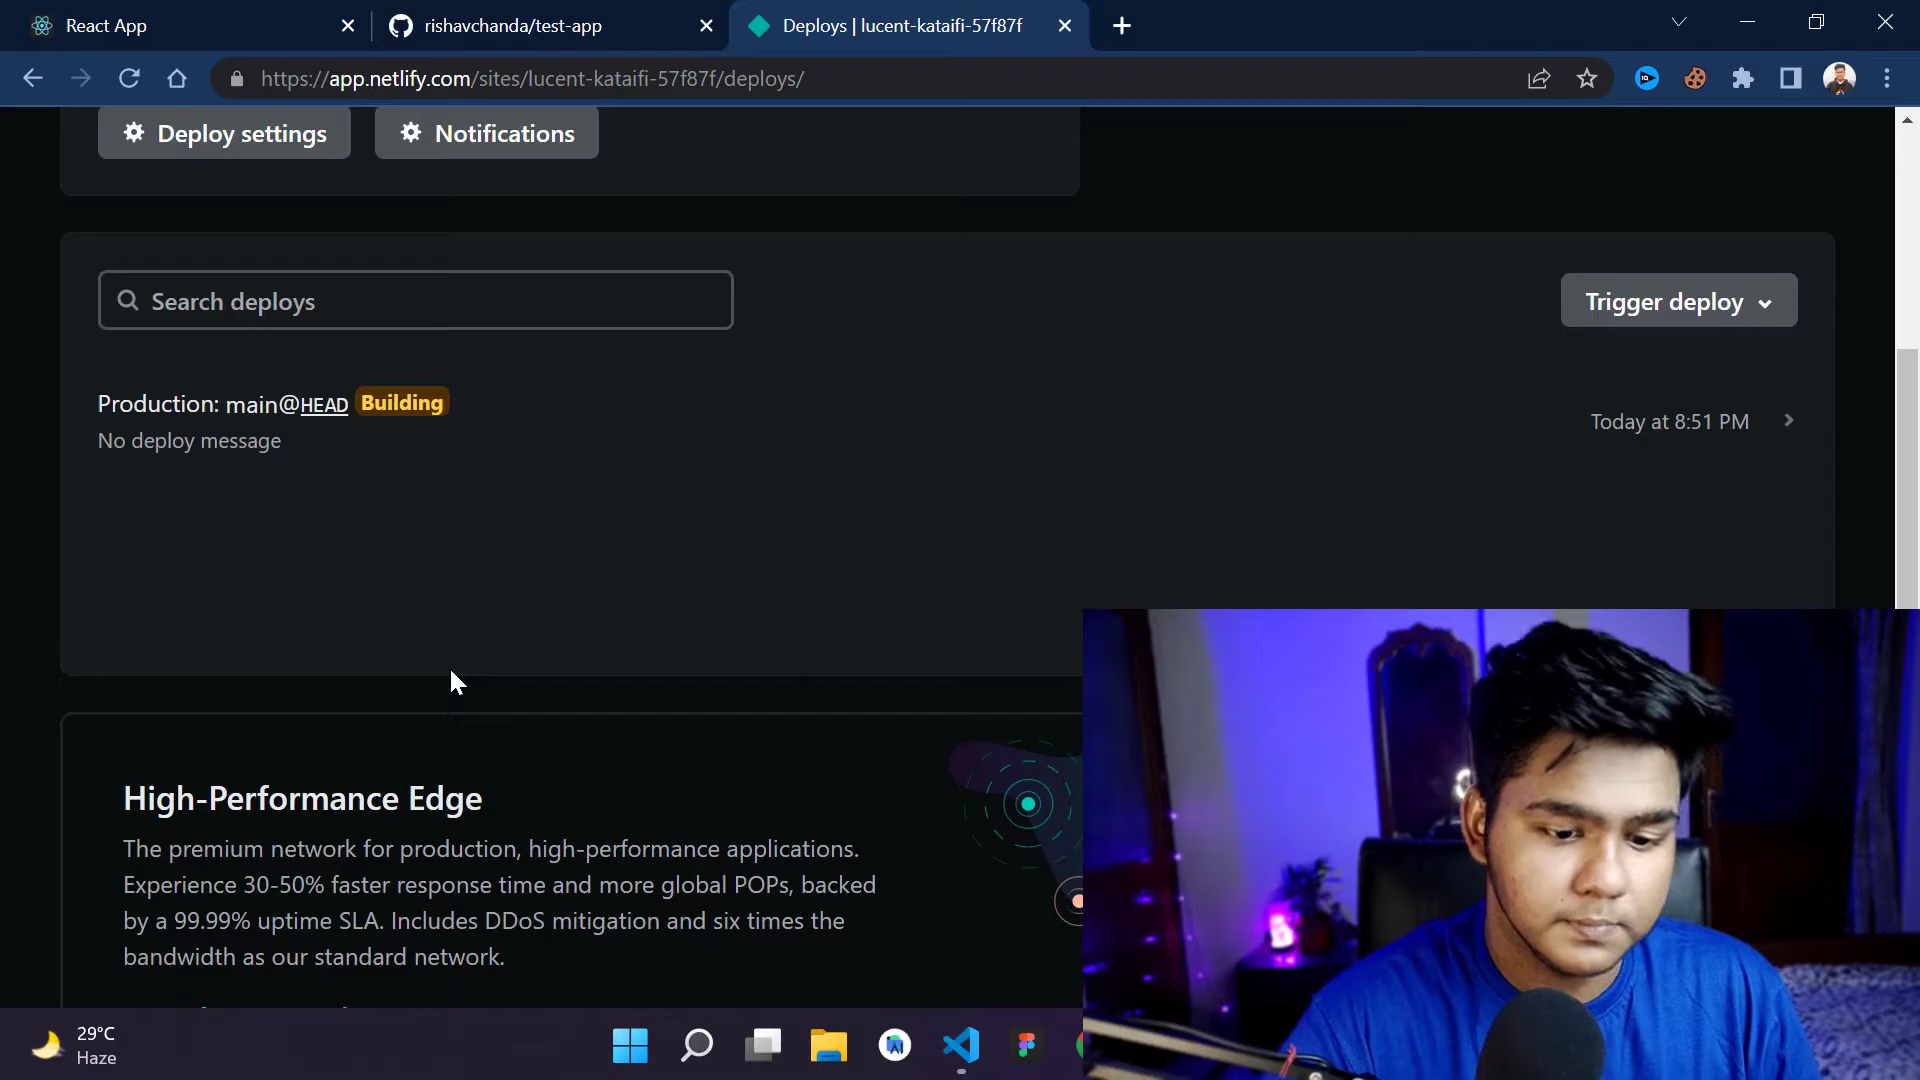 React App
rishavchanda/test-app
Deploys | lucent-kataifi-57f87f
https://app.netlify.com/sites/lucent-kataifi-57f87f/deploys/
Deploy settings
Notifications
Search deploys
Trigger deploy
Production: main@HEAD Building
No deploy message
Today at 8:51 PM
High-Performance Edge
The premium network for production, high-performance applications.
Experience 30-50% faster response time and more global POPs, backed
by a 99.99% uptime SLA. Includes DDoS mitigation and six times the
bandwidth as our standard network.
29°C
Haze